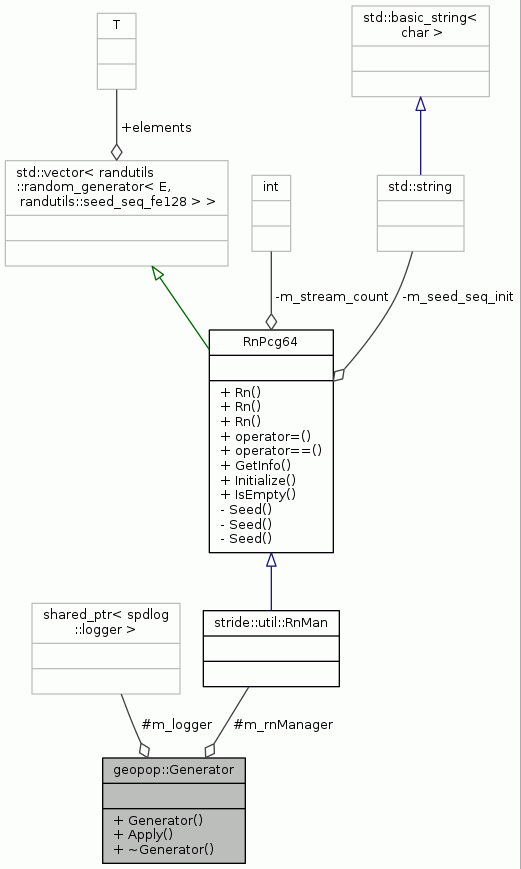 T
std::basic_string<
char >
+elements
std::vector< randutils
::random_generator< E,
randutils::seed_seq_fe128 > >
int
std::string
-m_stream_count
-m_seed_seq_init
RnPcg64
+ Rn()
+ Rn()
+ Rn()
+ operator=()
+ operator==()
+ GetInfo()
+ Initialize()
+ IsEmpty()
- Seed()
- Seed()
- Seed()
shared_ptr< spdlog
::logger >
stride::util::RnMan
#m_logger
#m_rnManager
geopop::Generator
+ Generator()
+ Apply()
+ ~Generator()